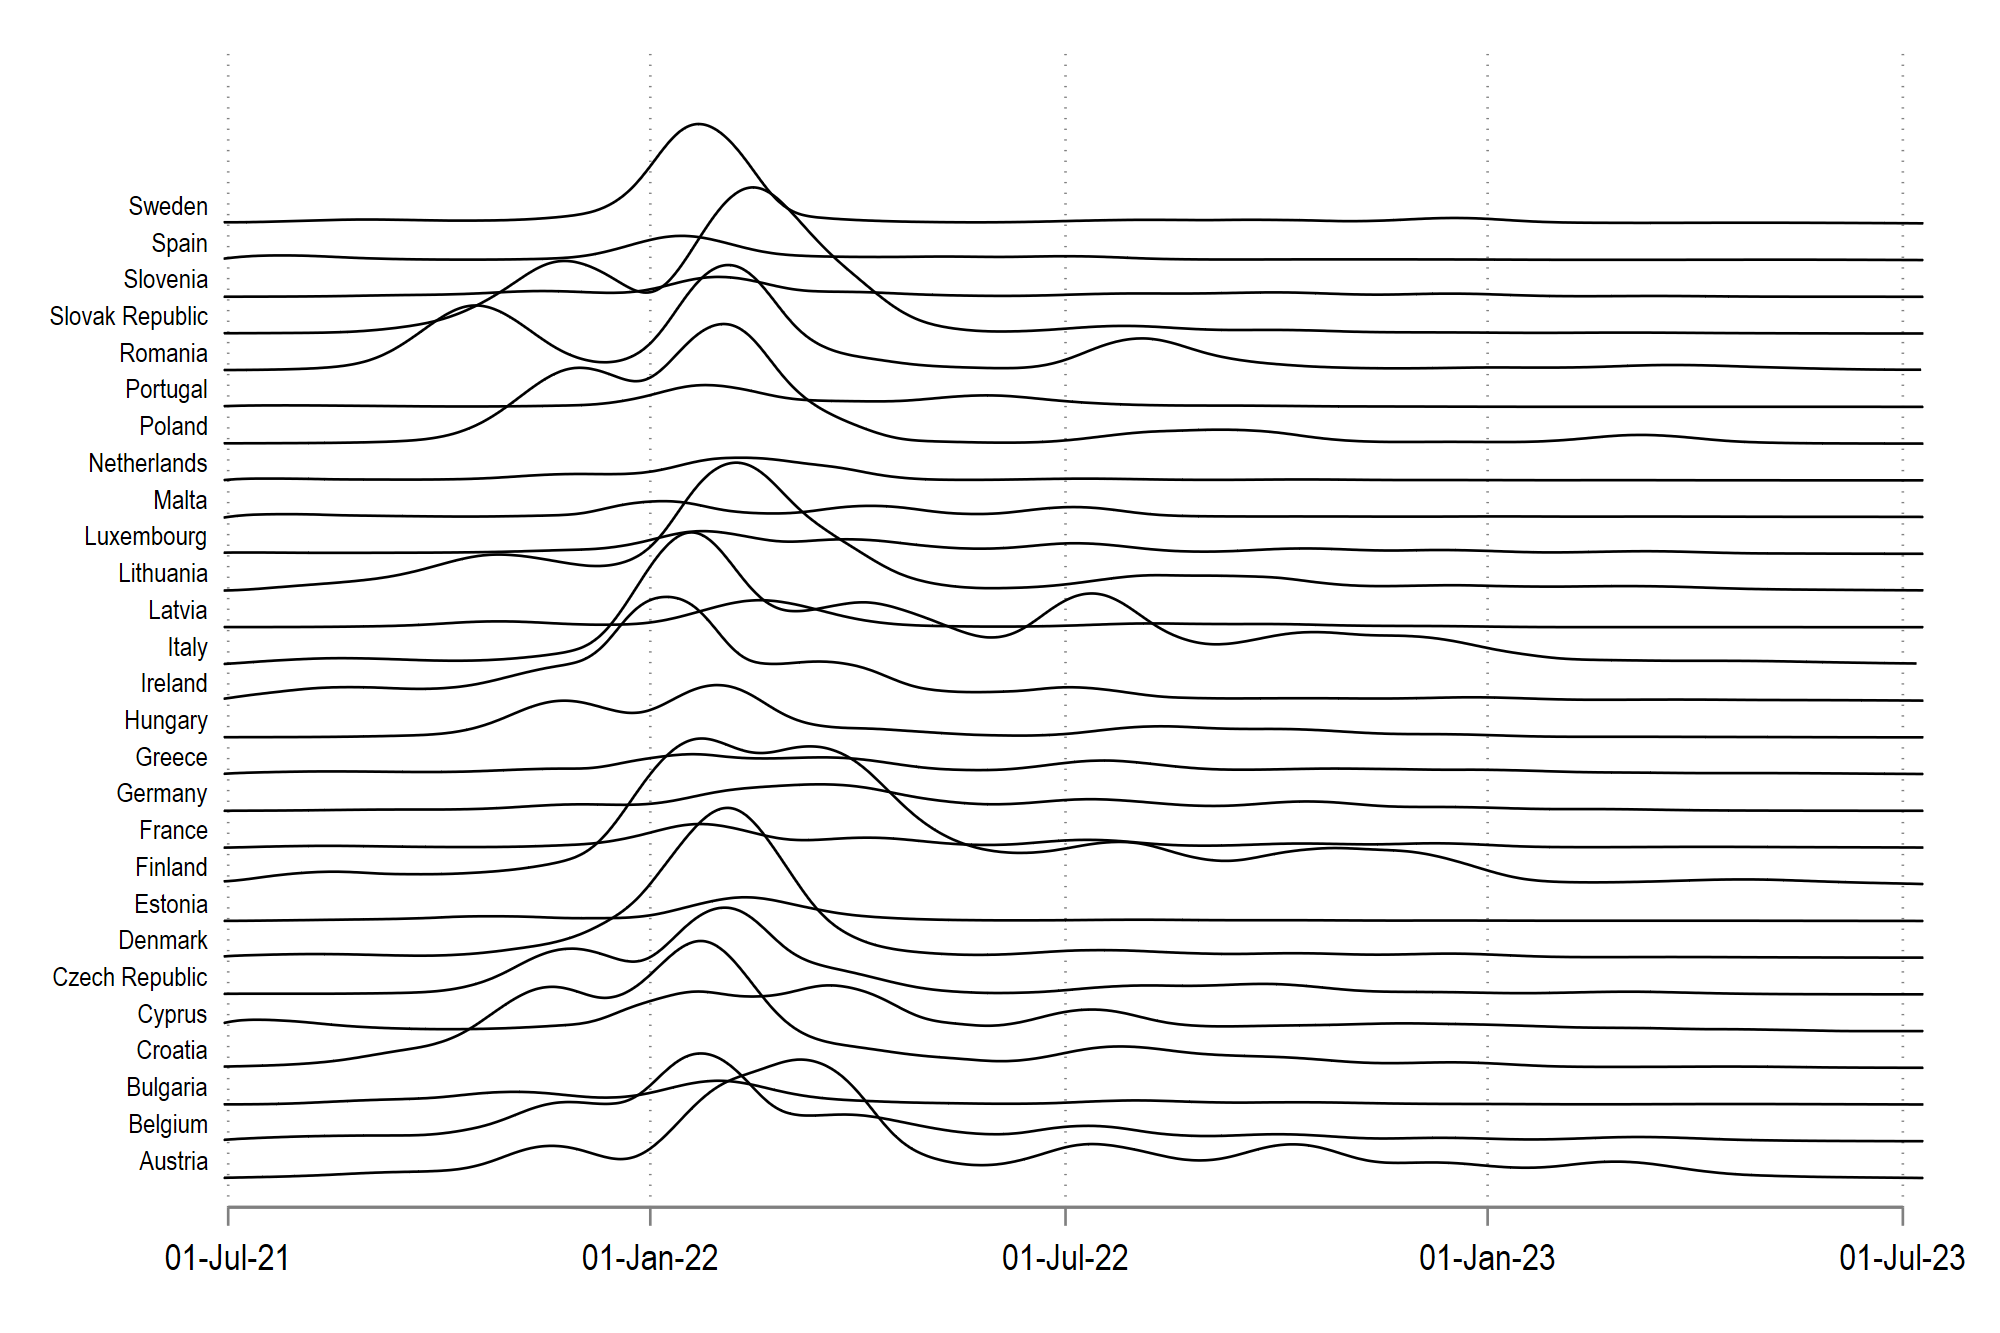 Sweden
Spain
Slovenia
Slovak Republic
Romania
Portugal
Poland
Netherlands
Malta
Luxembourg
Lithuania
Latvia
Italy
Ireland
Hungary
Greece
Germany
France
Finland
Estonia
Denmark
Czech Republic
Cyprus
Croatia
Bulgaria
Belgium
Austria
01-Jul-21 01-Jan-22 01-Jul-22 01-Jan-23 01-Jul-23